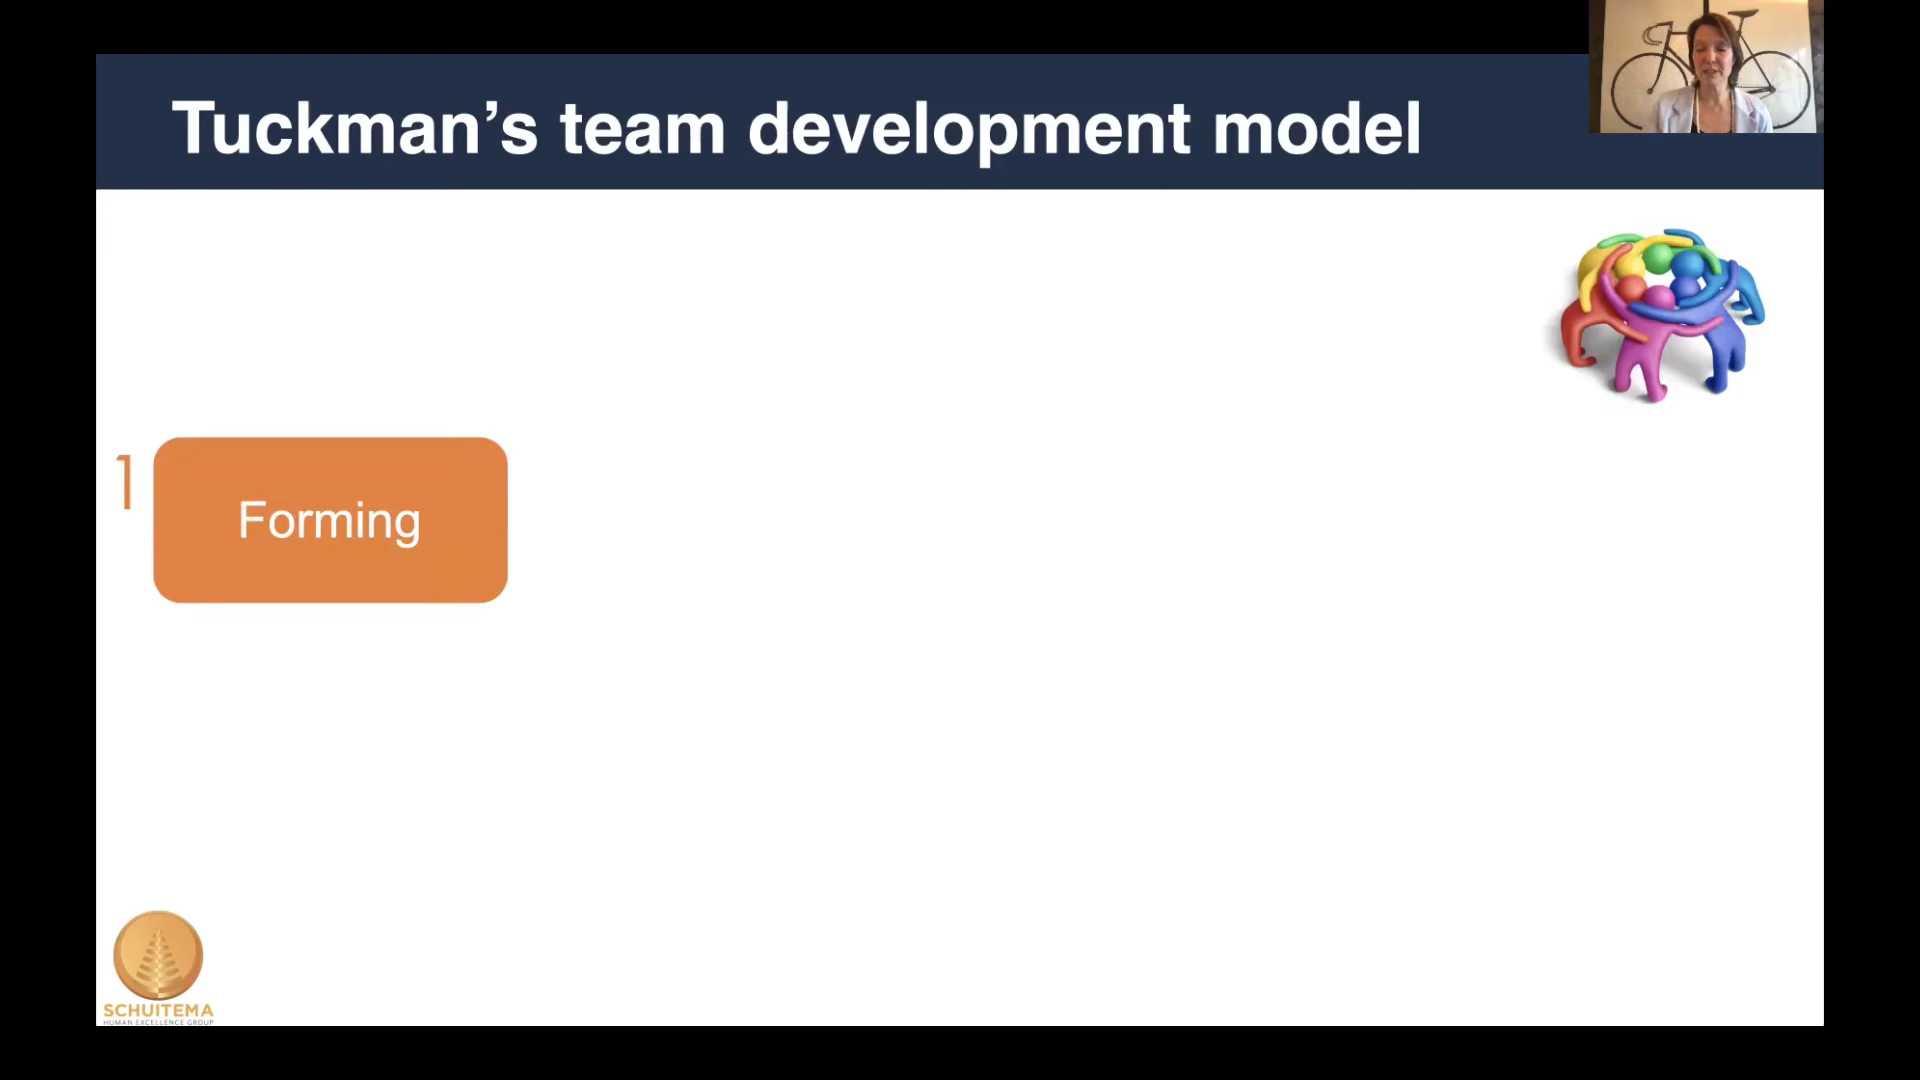 Tuckman’s team development model
1
Forming
SCHUITEMA
HUMAN EXCELLENCE GROUP